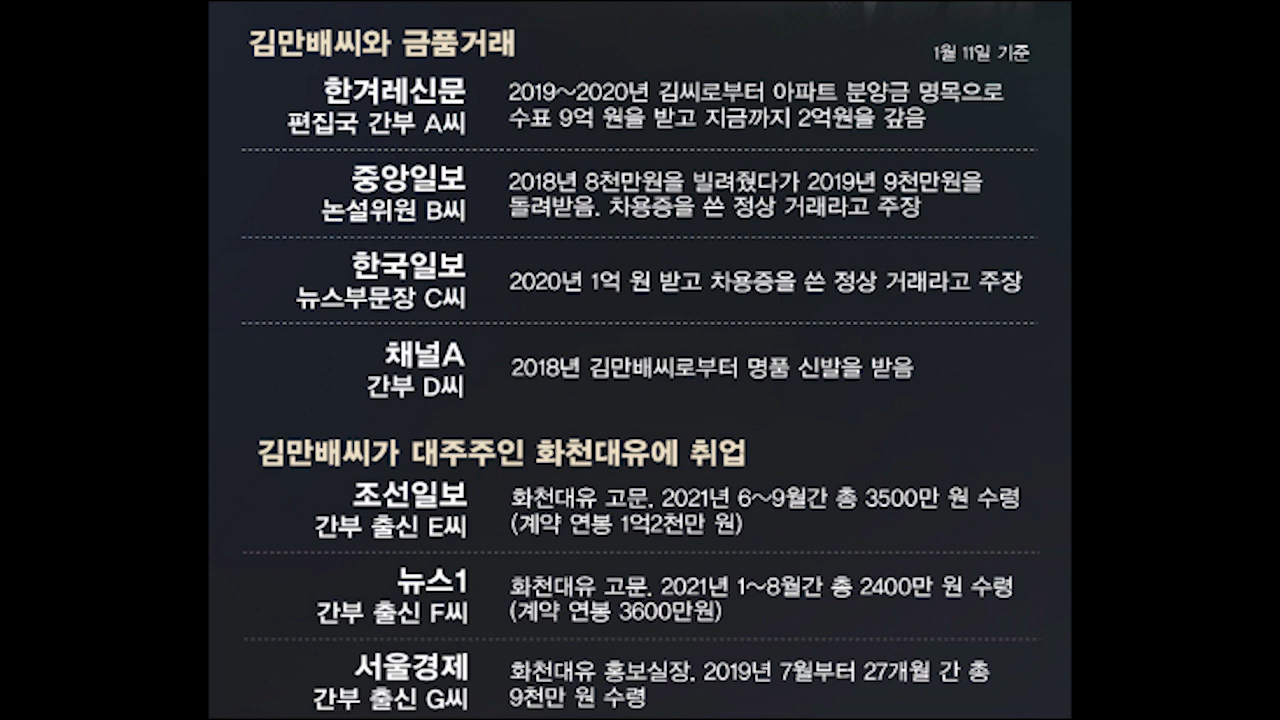 김만배씨와 금품거래
1월 11일 기준
한겨레신문
편집국 간부 A씨
2019~2020년 김씨로부터 아파트 분양금 명목으로
수표 9억 원을 받고 지금까지 2억원을 갚음
중앙일보
논설위원 B씨
2018년 8천만원을 빌려줬다가 2019년 9천만원을
돌려받음. 차용증을 쓴 정상 거래라고 주장
한국일보
뉴스부문장 C씨
2020년 1억 원 받고 차용증을 쓴 정상 거래라고 주장
채널A
간부 D씨
2018년 김만배씨로부터 명품 신발을 받음
김만배씨가 대주주인 화천대유에 취업
조선일보
간부 출신 E씨
화천대유 고문. 2021년 6~9월간 총 3500만 원 수령
(계약 연봉 1억2천만 원)
뉴스1
간부 출신 F씨
화천대유 고문. 2021년 1~8월간 총 2400만 원 수령
(계약 연봉 3600만원)
서울경제
간부 출신 G씨
화천대유 홍보실장. 2019년 7월부터 27개월 간 총
9천만 원 수령